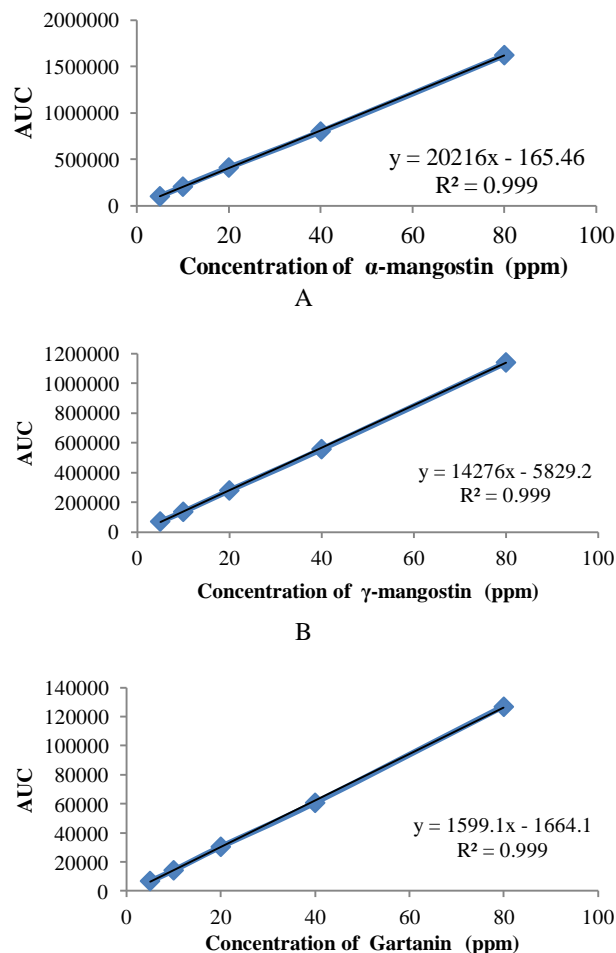 2000000
1500000
1000000
500000
0
AUC
y = 20216x - 165.46
R² = 0.999
0 20 40 60 80 100
Concentration of α-mangostin (ppm)
A
1200000
1000000
800000
600000
400000
200000
0
AUC
y = 14276x - 5829.2
R² = 0.999
0 20 40 60 80 100
Concentration of γ-mangostin (ppm)
B
140000
120000
100000
80000
60000
40000
20000
0
AUC
y = 1599.1x - 1664.1
R² = 0.999
0 20 40 60 80 100
Concentration of Gartanin (ppm)